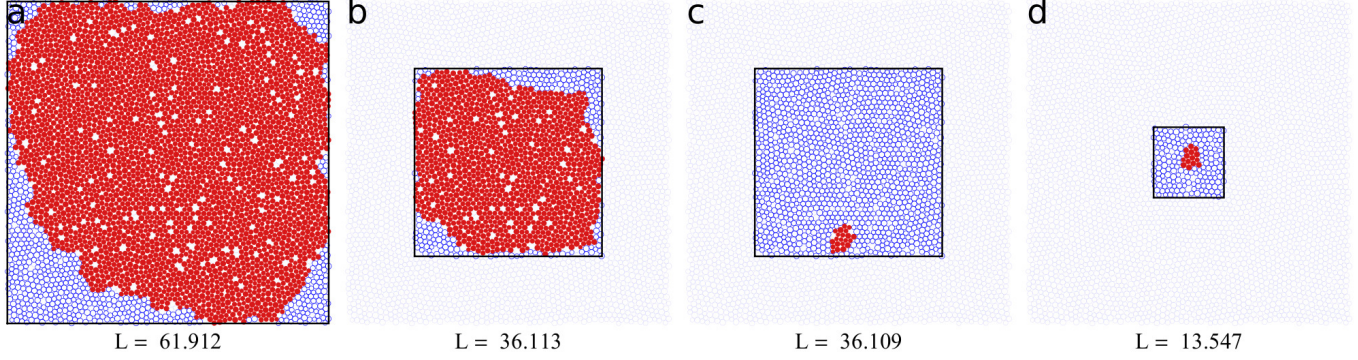 a b c d
L = 61.912 L = 36.113 L = 36.109 L = 13.547